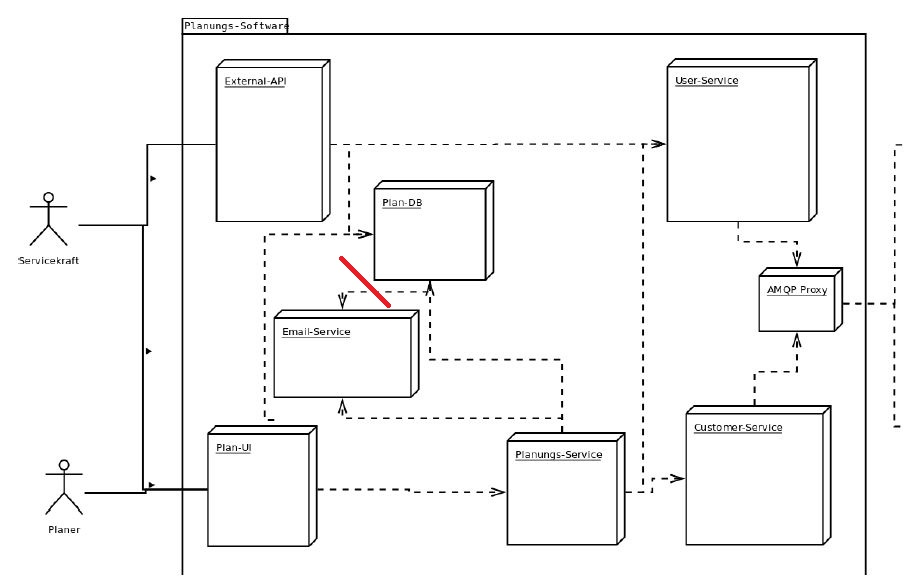 Planungs-Software
External-API
User-Service
Plan-DB
Servicekraft
AMQP Proxy
Email-Service
Customer-Service
Plan-UI
Planungs-Service
Planer